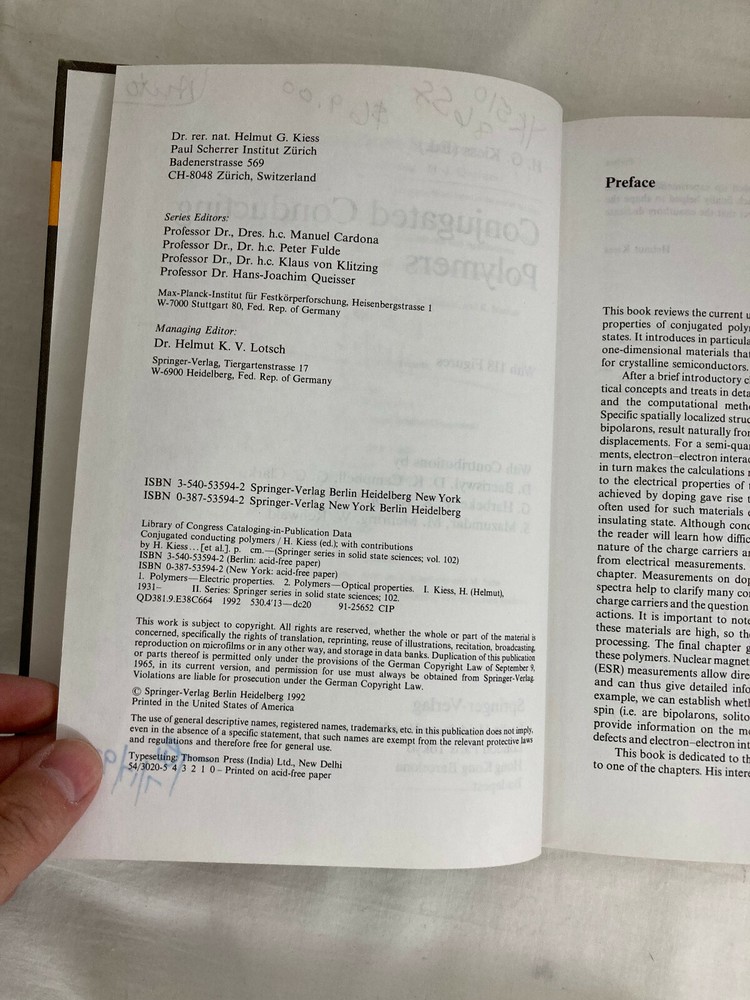 Dr. rer. nat. Helmut G. Kiess
Paul Scherrer Institut Zürich
Badenerstrasse 569
CH-8048 Zürich, Switzerland
Series Editors:
Professor Dr., Dres. h.c. Manuel Cardona
Professor Dr., Dr. h.c. Peter Fulde
Professor Dr., Dr. h.c. Klaus von Klitzing
Professor Dr. Hans-Joachim Queisser
Max-Planck-Institut für Festkörperforschung, Heisenbergstrasse 1
W-7000 Stuttgart 80, Fed. Rep. of Germany
Managing Editor:
Dr. Helmut K. V. Lotsch
Springer-Verlag, Tiergartenstrasse 17
W-6900 Heidelberg, Fed. Rep. of Germany
ISBN 3-540-53594-2 Springer-Verlag Berlin Heidelberg New York
ISBN 0-387-53594-2 Springer-Verlag New York Berlin Heidelberg
Library of Congress Cataloging-in-Publication Data
Conjugated conducting polymers / H. Kiess (ed.); with contributions
by H. Kiess... [et al.]. p. cm.—(Springer series in solid state sciences; vol. 102)
ISBN 3-540-53594-2 (Berlin: acid-free paper)
ISBN 0-387-53594-2 (New York: acid-free paper)
1. Polymers—Electric properties. 2. Polymers—Optical properties. I. Kiess, H. (Helmut),
1931– II. Series: Springer series in solid state sciences; 102.
QD381.9.E38C664 1992 530.4'13—dc20 91-25652 CIP
This work is subject to copyright. All rights are reserved, whether the whole or part of the material is
concerned, specifically the rights of translation, reprinting, reuse of illustrations, recitation, broadcasting,
reproduction on microfilms or in any other way, and storage in data banks. Duplication of this publication
or parts thereof is permitted only under the provisions of the German Copyright Law of September 9,
1965, in its current version, and permission for use must always be obtained from Springer-Verlag.
Violations are liable for prosecution under the German Copyright Law.
© Springer-Verlag Berlin Heidelberg 1992
Printed in the United States of America
The use of general descriptive names, registered names, trademarks, etc. in this publication does not imply,
even in the absence of a specific statement, that such names are exempt from the relevant protective laws
and regulations and therefore free for general use.
Typesetting: Thomson Press (India) Ltd., New Delhi
54/3020-5 4 3 2 1 0 – Printed on acid-free paper
Preface
This book reviews the current
properties of conjugated
states. It introduces in
one-dimensional materials
for crystalline semiconductors.
After a brief introductory
tical concepts and treats in
and the computational
Specific spatially localized
bipolarons, result naturally
displacements. For a
ments, electron–electron
in turn makes the calculations
to the electrical properties of
achieved by doping gave rise
often used for such materials
insulating state. Although
the reader will learn how
nature of the charge carriers
from electrical measurements.
chapter. Measurements on
spectra help to clarify many
charge carriers and the question
actions. It is important to
these materials are high, so
processing. The final chapter
these polymers. Nuclear
(ESR) measurements allow
and can thus give detailed
example, we can establish
spin (i.e. are bipolarons,
provide information on the
defects and electron–electron
This book is dedicated to
to one of the chapters. His